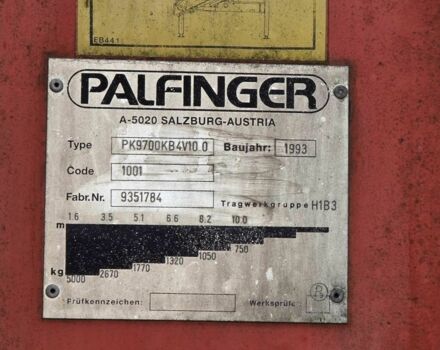 EB441
PALFINGER
A-5020 SALZBURG-AUSTRIA
Type PK9700KB4V10.0 Baujahr: 1993
Code 1001
Fabr.Nr. 9351784 Tragwerkgruppe H1B3
m 1.6 3.5 5.1 6.6 8.2 10.0
kg 5000 2670 1770 1320 1050 750
Prüfkennzeichen: Werksprüfg.